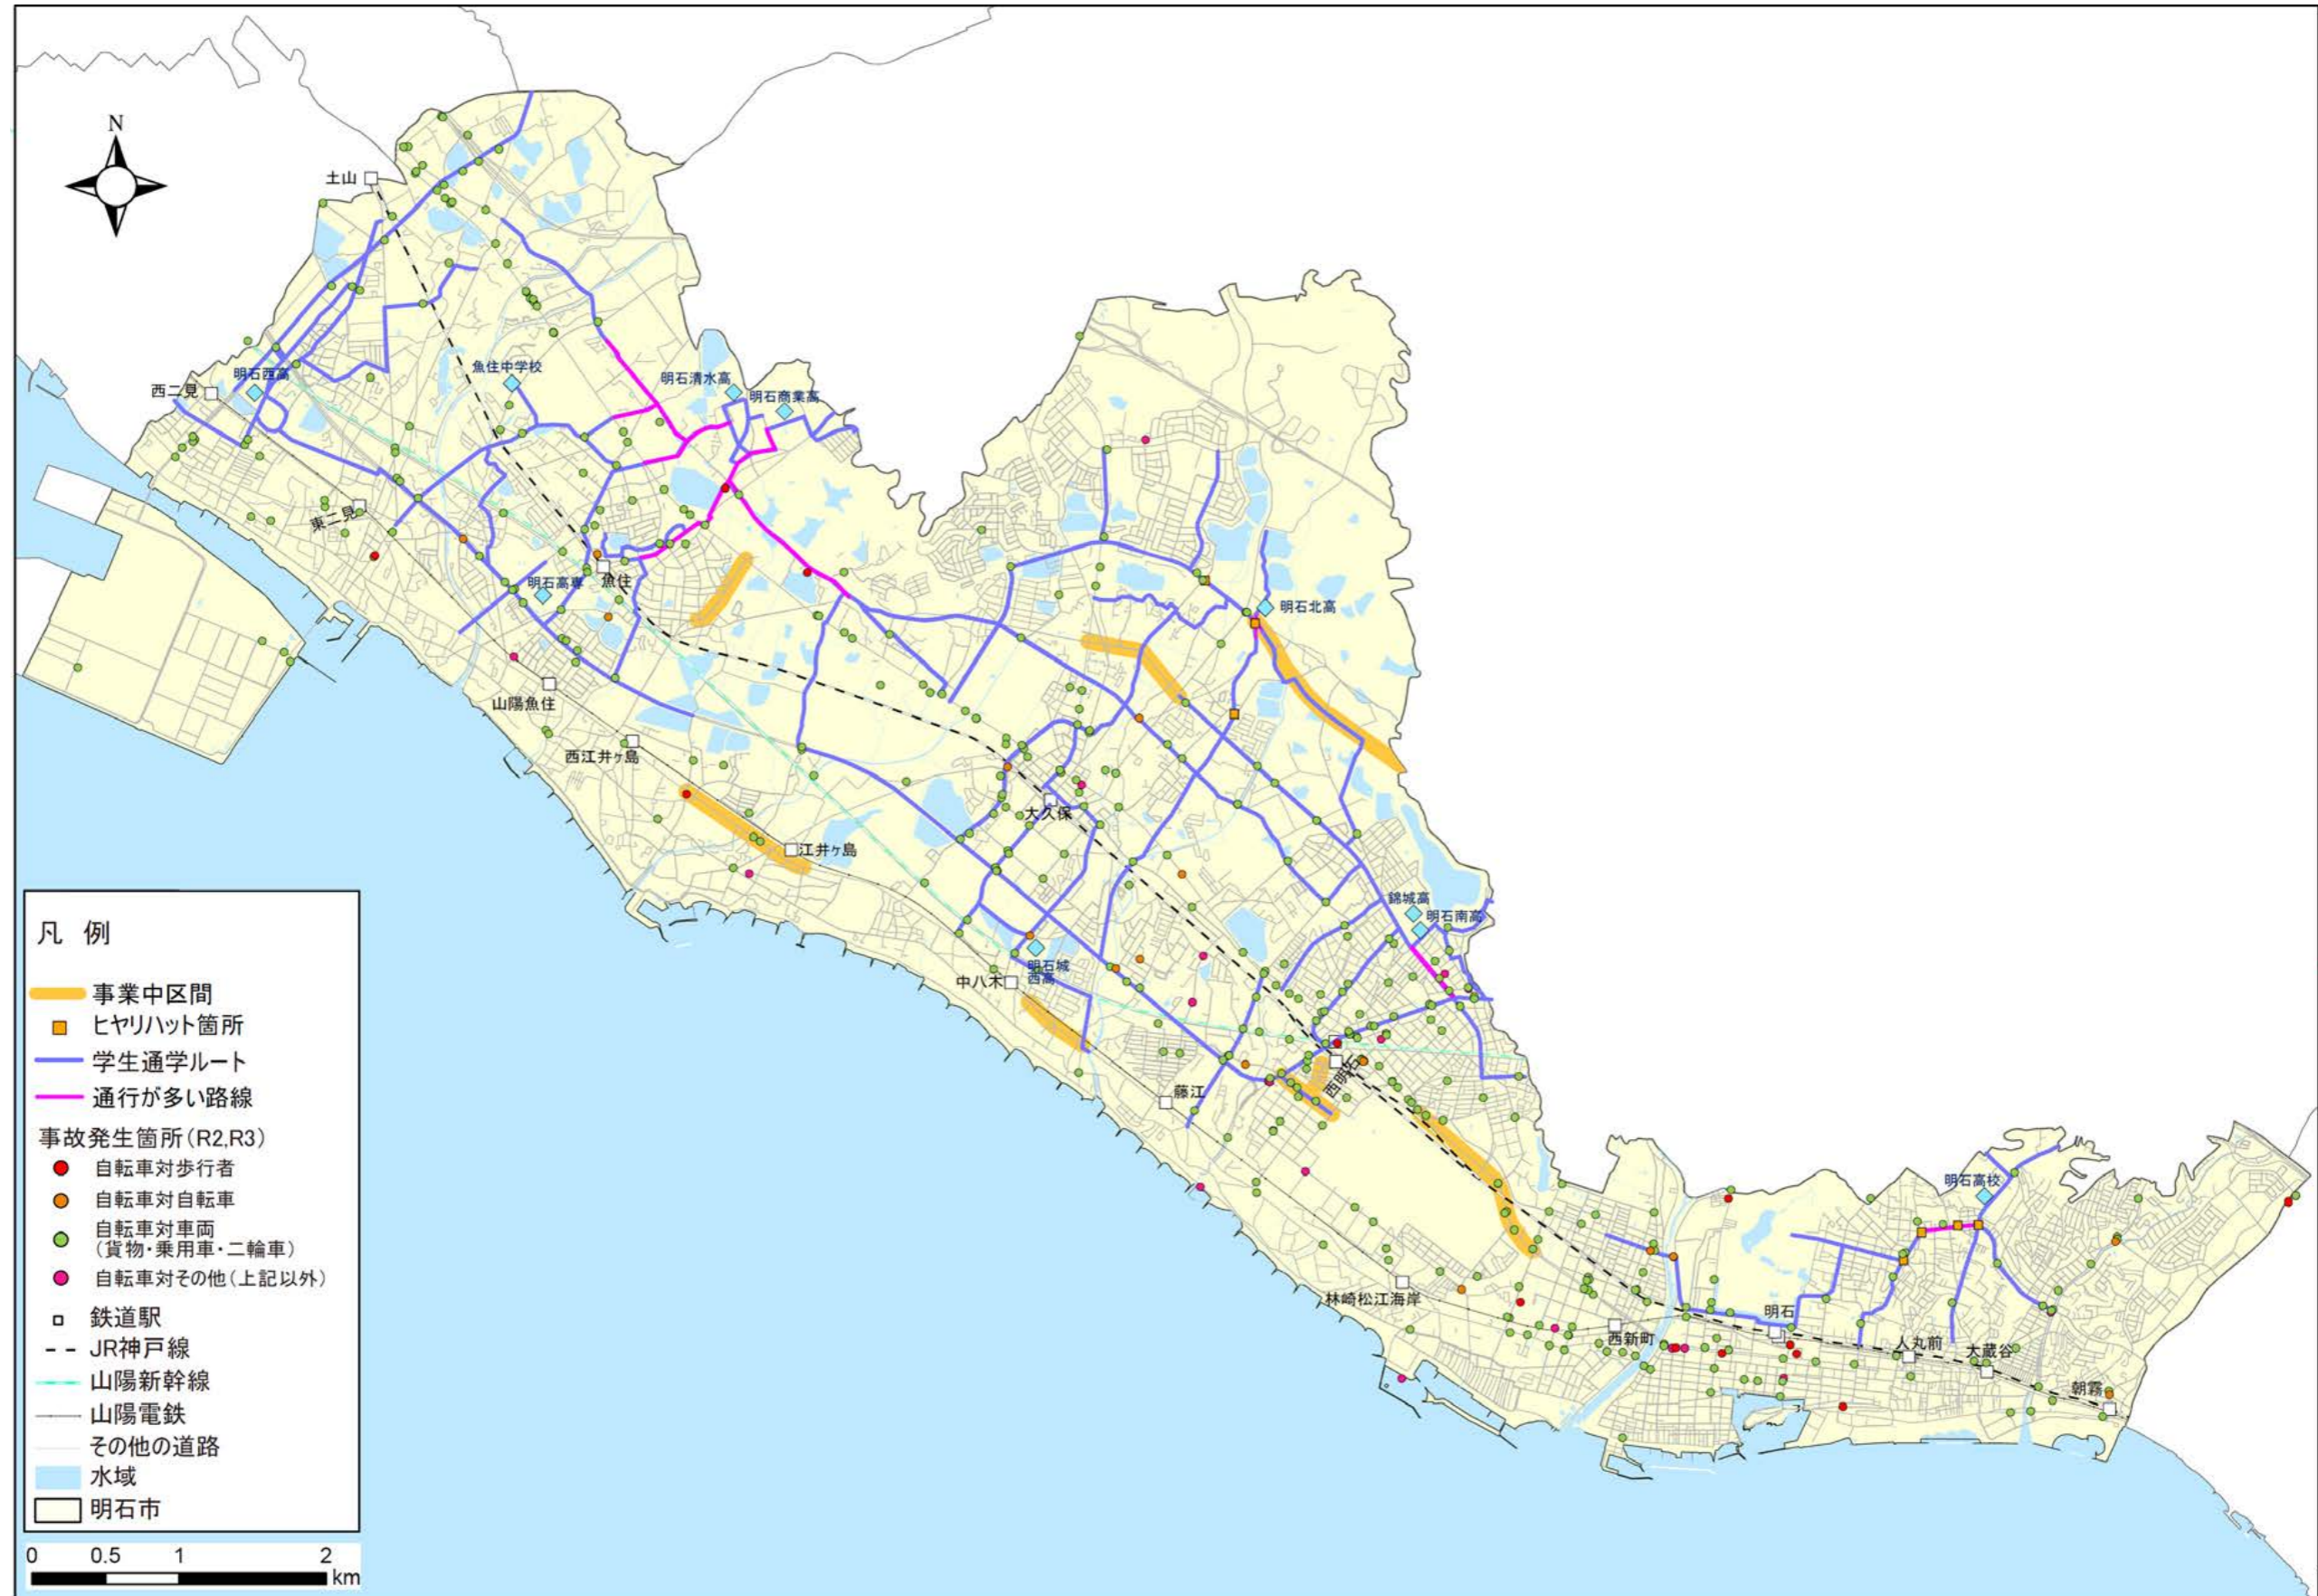 N
土山
西二見
明石西高
魚住中学校
明石清水高
明石商業高
東二見
明石高専
魚住
明石北高
山陽魚住
西江井ヶ島
大久保
江井ヶ島
錦城高
明石南高
明石城
西高
中八木
西明石
藤江
明石高校
林崎松江海岸
西新町
明石
人丸前
大蔵谷
朝霧
凡 例
事業中区間
ヒヤリハット箇所
学生通学ルート
通行が多い路線
事故発生箇所(R2,R3)
自転車対歩行者
自転車対自転車
自転車対車両
(貨物・乗用車・二輪車)
自転車対その他(上記以外)
鉄道駅
JR神戸線
山陽新幹線
山陽電鉄
その他の道路
水域
明石市
0 0.5 1 2
km